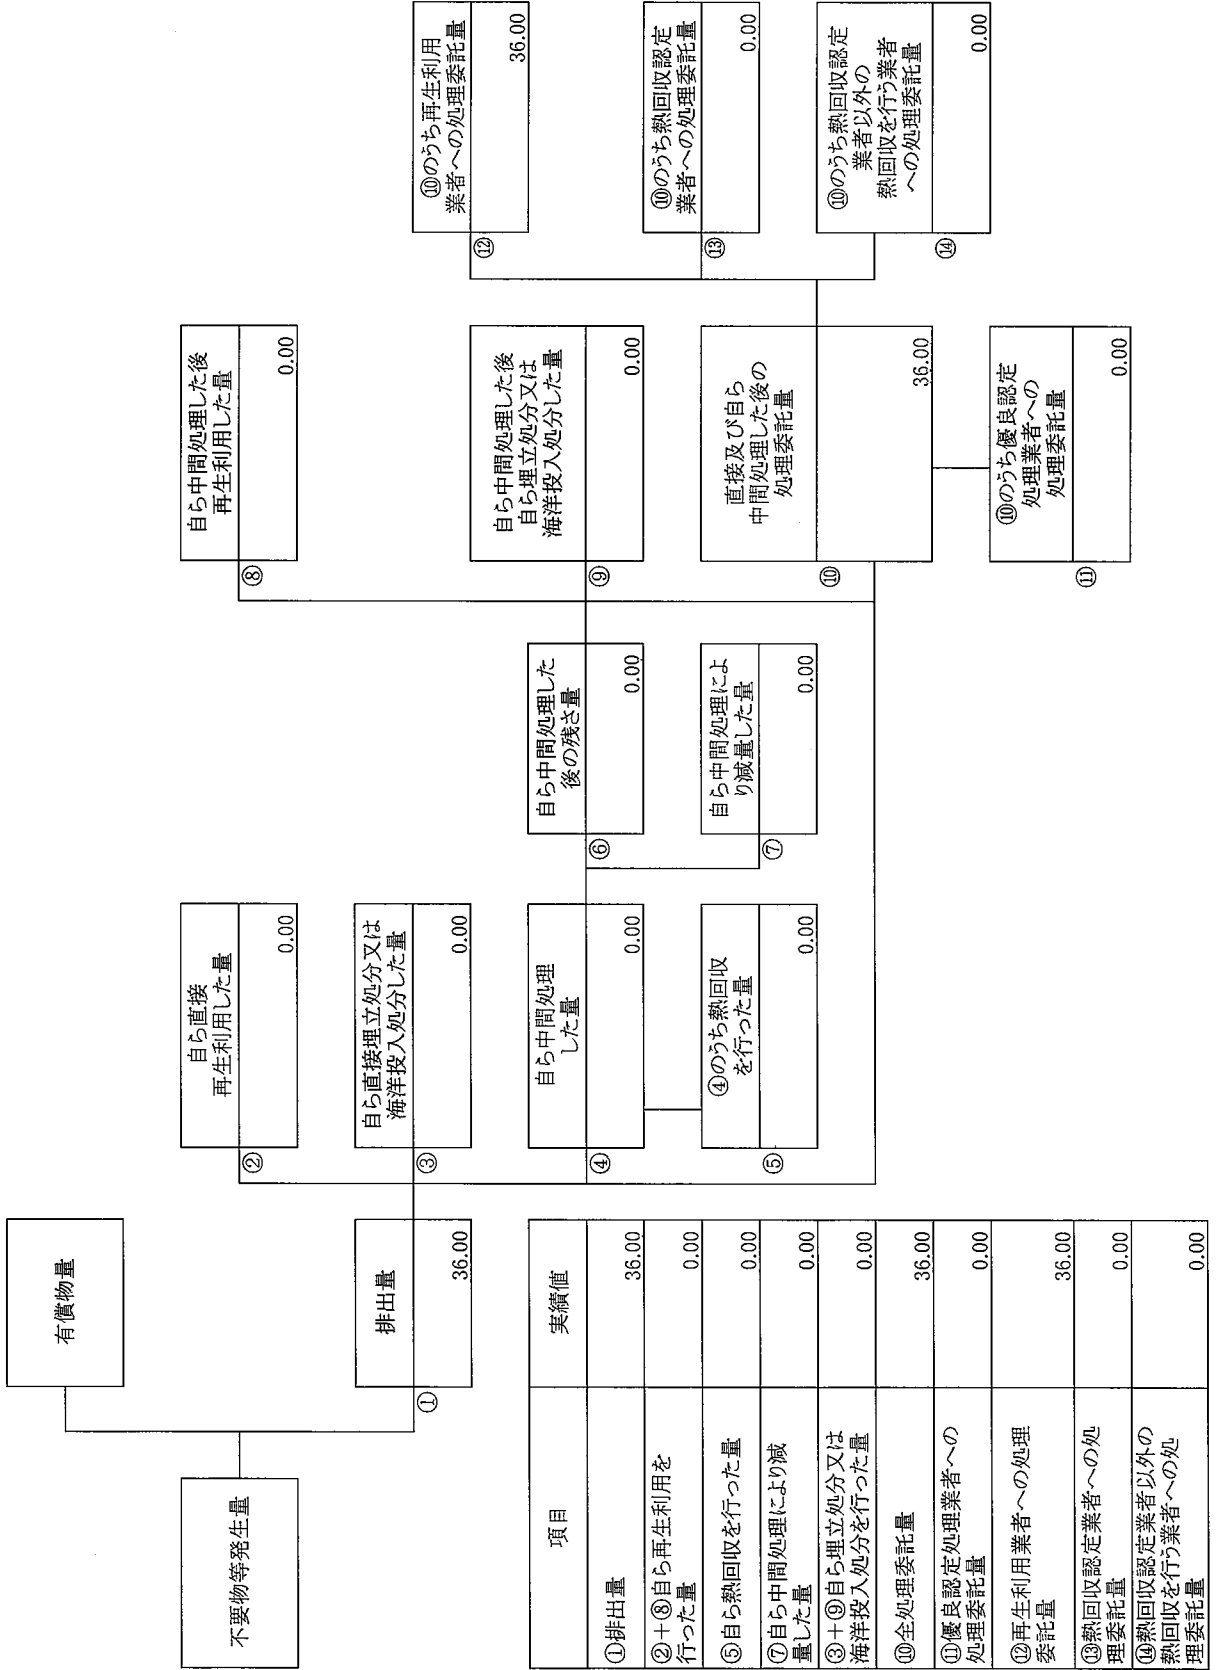 不要物等発生量
有償物量
①
排出量
36.00
②
自ら直接
再生利用した量
0.00
③
自ら直接埋立処分又は
海洋投入処分した量
0.00
④
自ら中間処理
した量
0.00
⑤
④のうち熱回収
を行った量
0.00
⑥
自ら中間処理した
後の残さ量
0.00
⑦
自ら中間処理によ
り減量した量
0.00
⑧
自ら中間処理した後
再生利用した量
0.00
⑨
自ら中間処理した後
自ら埋立処分又は
海洋投入処分した量
0.00
⑩
直接及び自ら
中間処理した後の
処理委託量
36.00
⑪
⑩のうち優良認定
処理業者への
処理委託量
0.00
⑫
⑩のうち再生利用
業者への処理委託量
36.00
⑬
⑩のうち熱回収認定
業者への処理委託量
0.00
⑭
⑩のうち熱回収認定
業者以外の
熱回収を行う業者
への処理委託量
0.00
項目 実績値
①排出量 36.00
②+⑧自ら再生利用を
行った量 0.00
⑤自ら熱回収を行った量 0.00
⑦自ら中間処理により減
量した量 0.00
③+⑨自ら埋立処分又は
海洋投入処分を行った量 0.00
⑩全処理委託量 36.00
⑪優良認定処理業者への
処理委託量 0.00
⑫再生利用業者への処理
委託量 36.00
⑬熱回収認定業者への処
理委託量 0.00
⑭熱回収認定業者以外の
熱回収を行う業者への処
理委託量 0.00